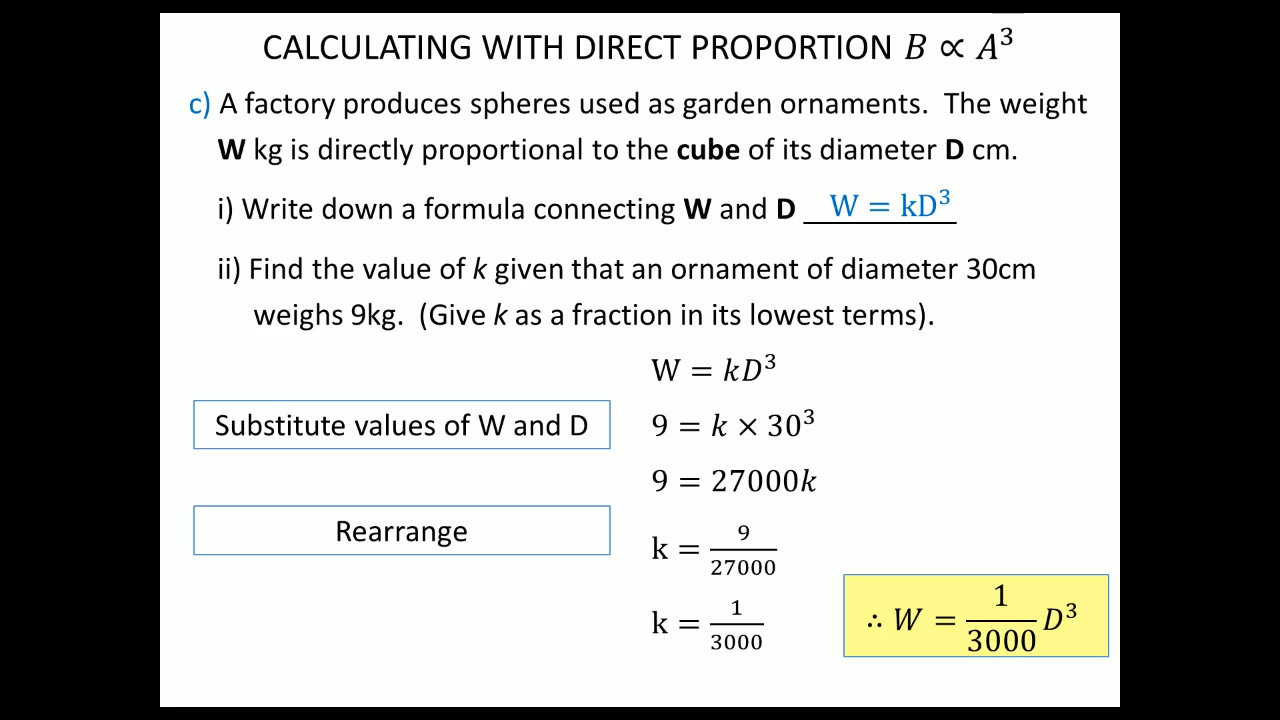 CALCULATING WITH DIRECT PROPORTION B ∝ A³
c) A factory produces spheres used as garden ornaments. The weight
W kg is directly proportional to the cube of its diameter D cm.
i) Write down a formula connecting W and D W = kD³
ii) Find the value of k given that an ornament of diameter 30cm
weighs 9kg. (Give k as a fraction in its lowest terms).
W = kD³
Substitute values of W and D
9 = k × 30³
9 = 27000k
Rearrange
k = 9/27000
k = 1/3000
∴ W = 1/3000 D³